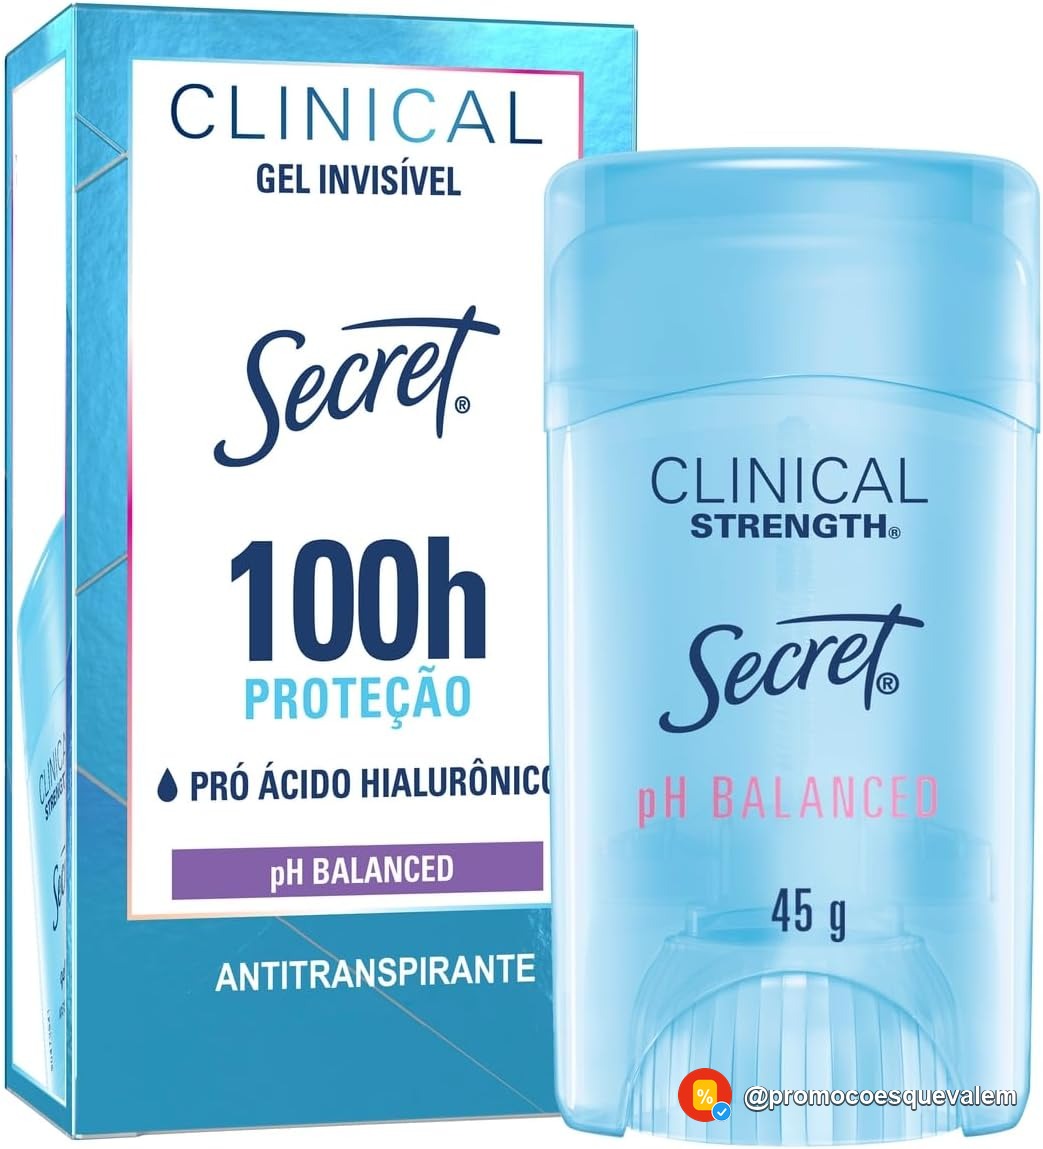 CLINICAL
GEL INVISÍVEL
Secret®
100h
PROTEÇÃO
PRÓ ÁCIDO HIALURÔNICO
pH BALANCED
ANTITRANSPIRANTE
CLINICAL
STRENGTH®
Secret®
pH BALANCED
45 g
@promocoesquevalem